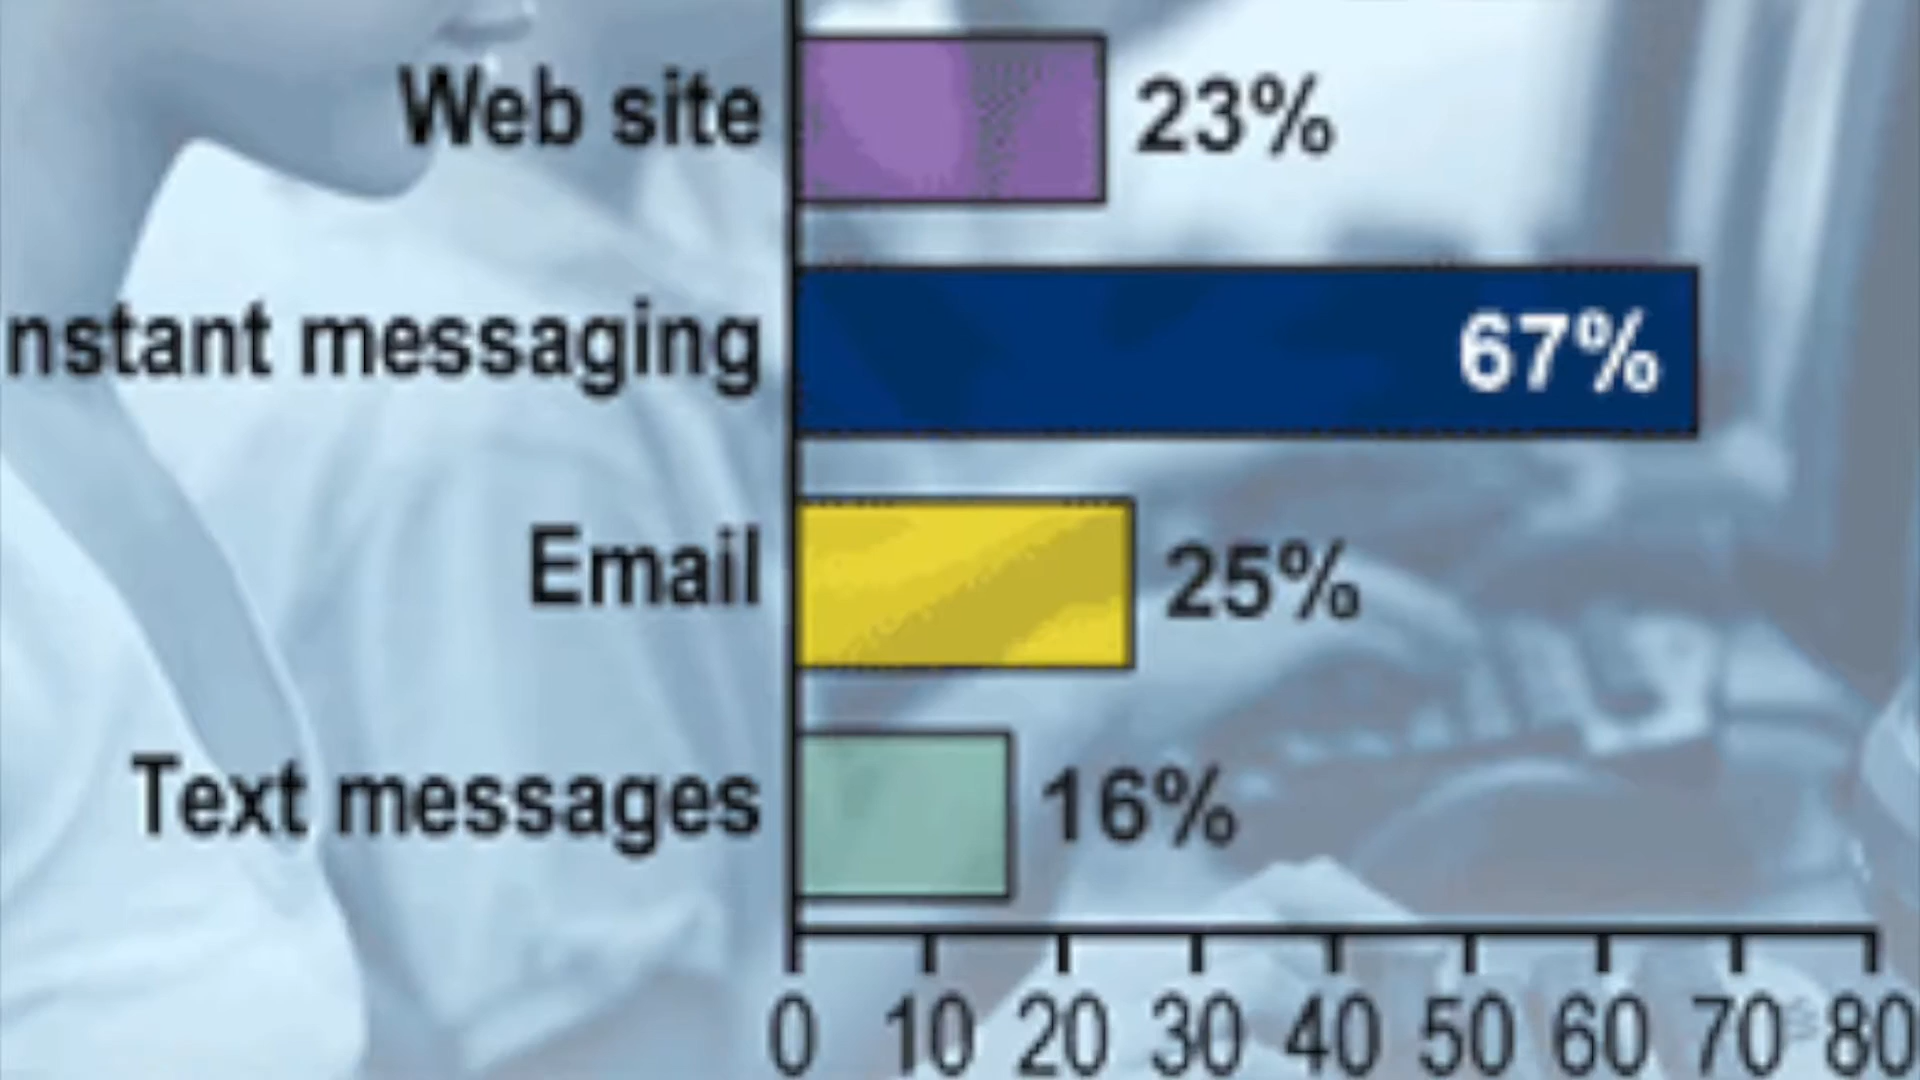 Web site 23%
nstant messaging 67%
Email 25%
Text messages 16%
0 10 20 30 40 50 60 70 80